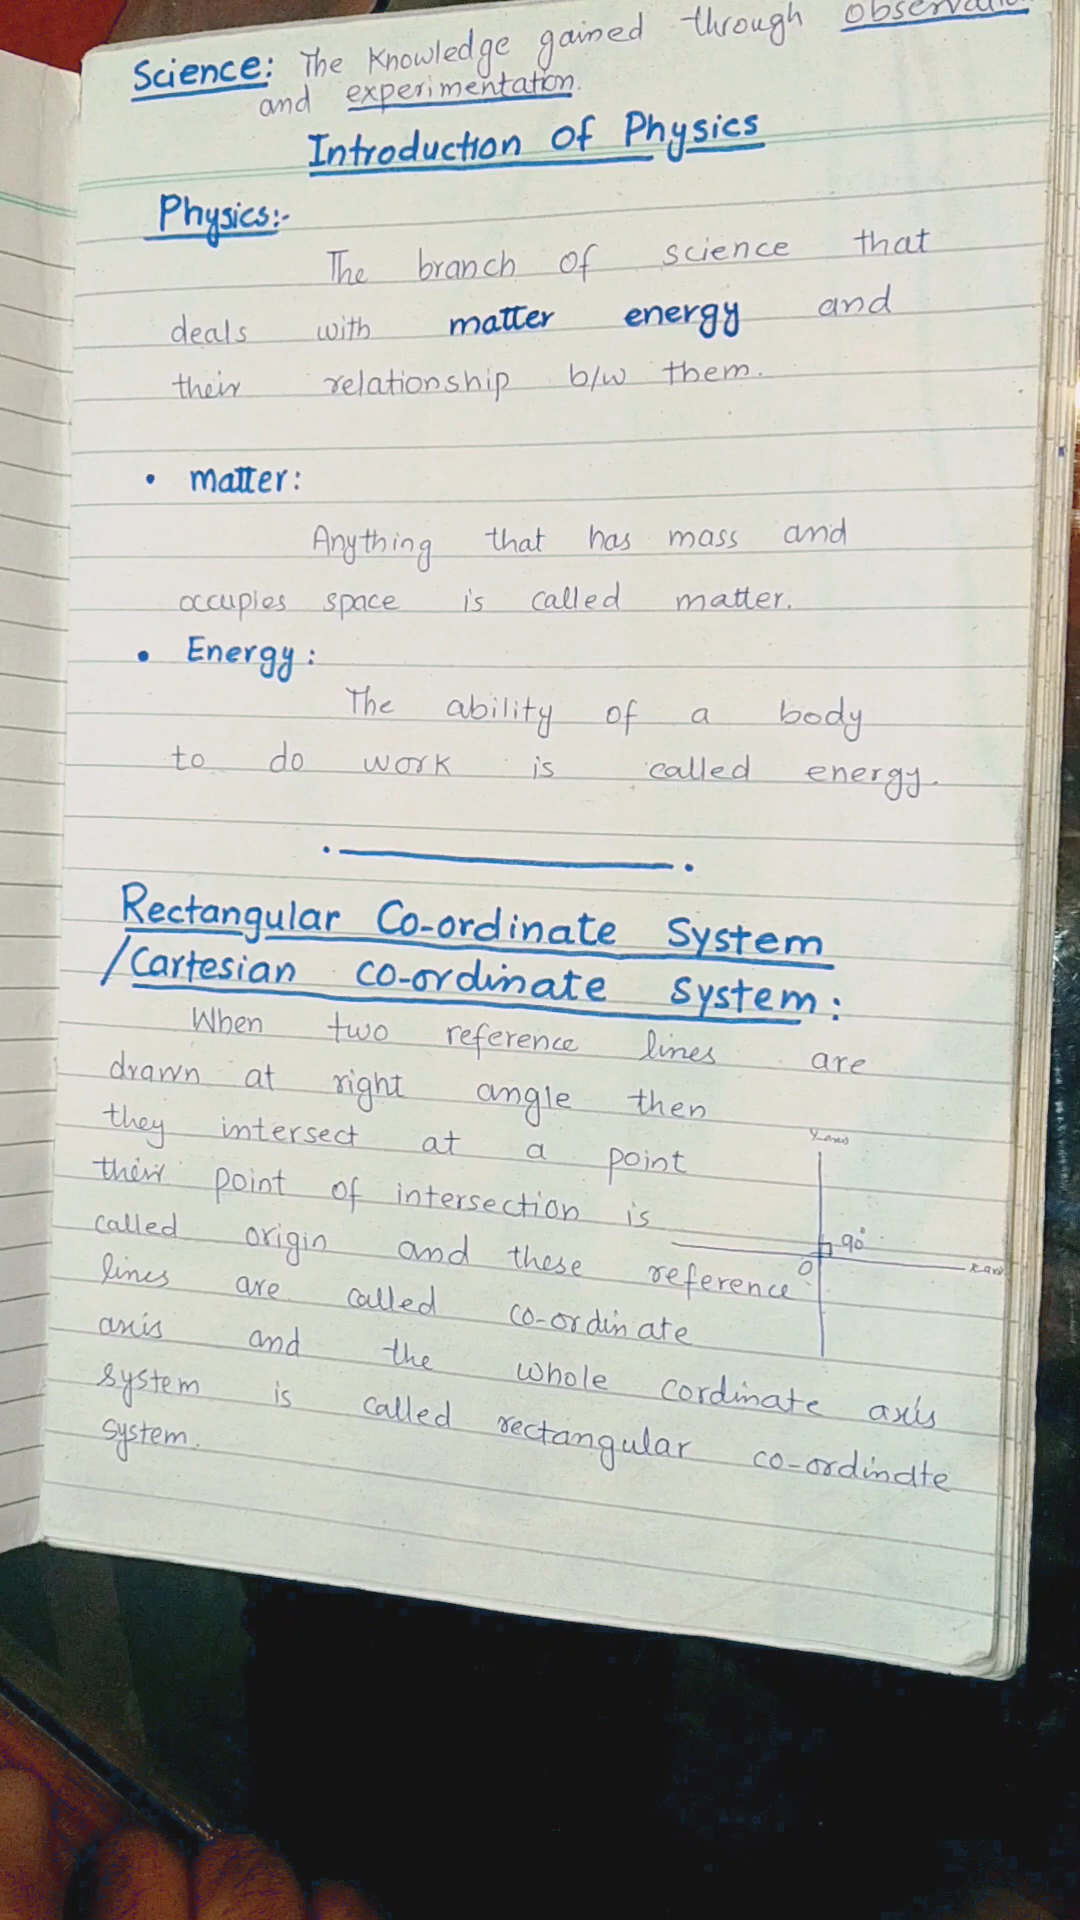 Science: The Knowledge gained through observation
and experimentation.
Introduction of Physics
Physics:-
The branch of science that
deals with matter energy and
their relationship b/w them.
• matter:
Anything that has mass and
occupies space is called matter.
• Energy:
The ability of a body
to do work is called energy.
Rectangular Co-ordinate System
/Cartesian co-ordinate system:
When two reference lines are
drawn at right angle then
they intersect at a point
their point of intersection is
called origin and these reference
lines are called co-ordinate
axis and the whole cordinate axis
system is called rectangular co-ordindte
system.
Y-axis
90°
O
x-axis